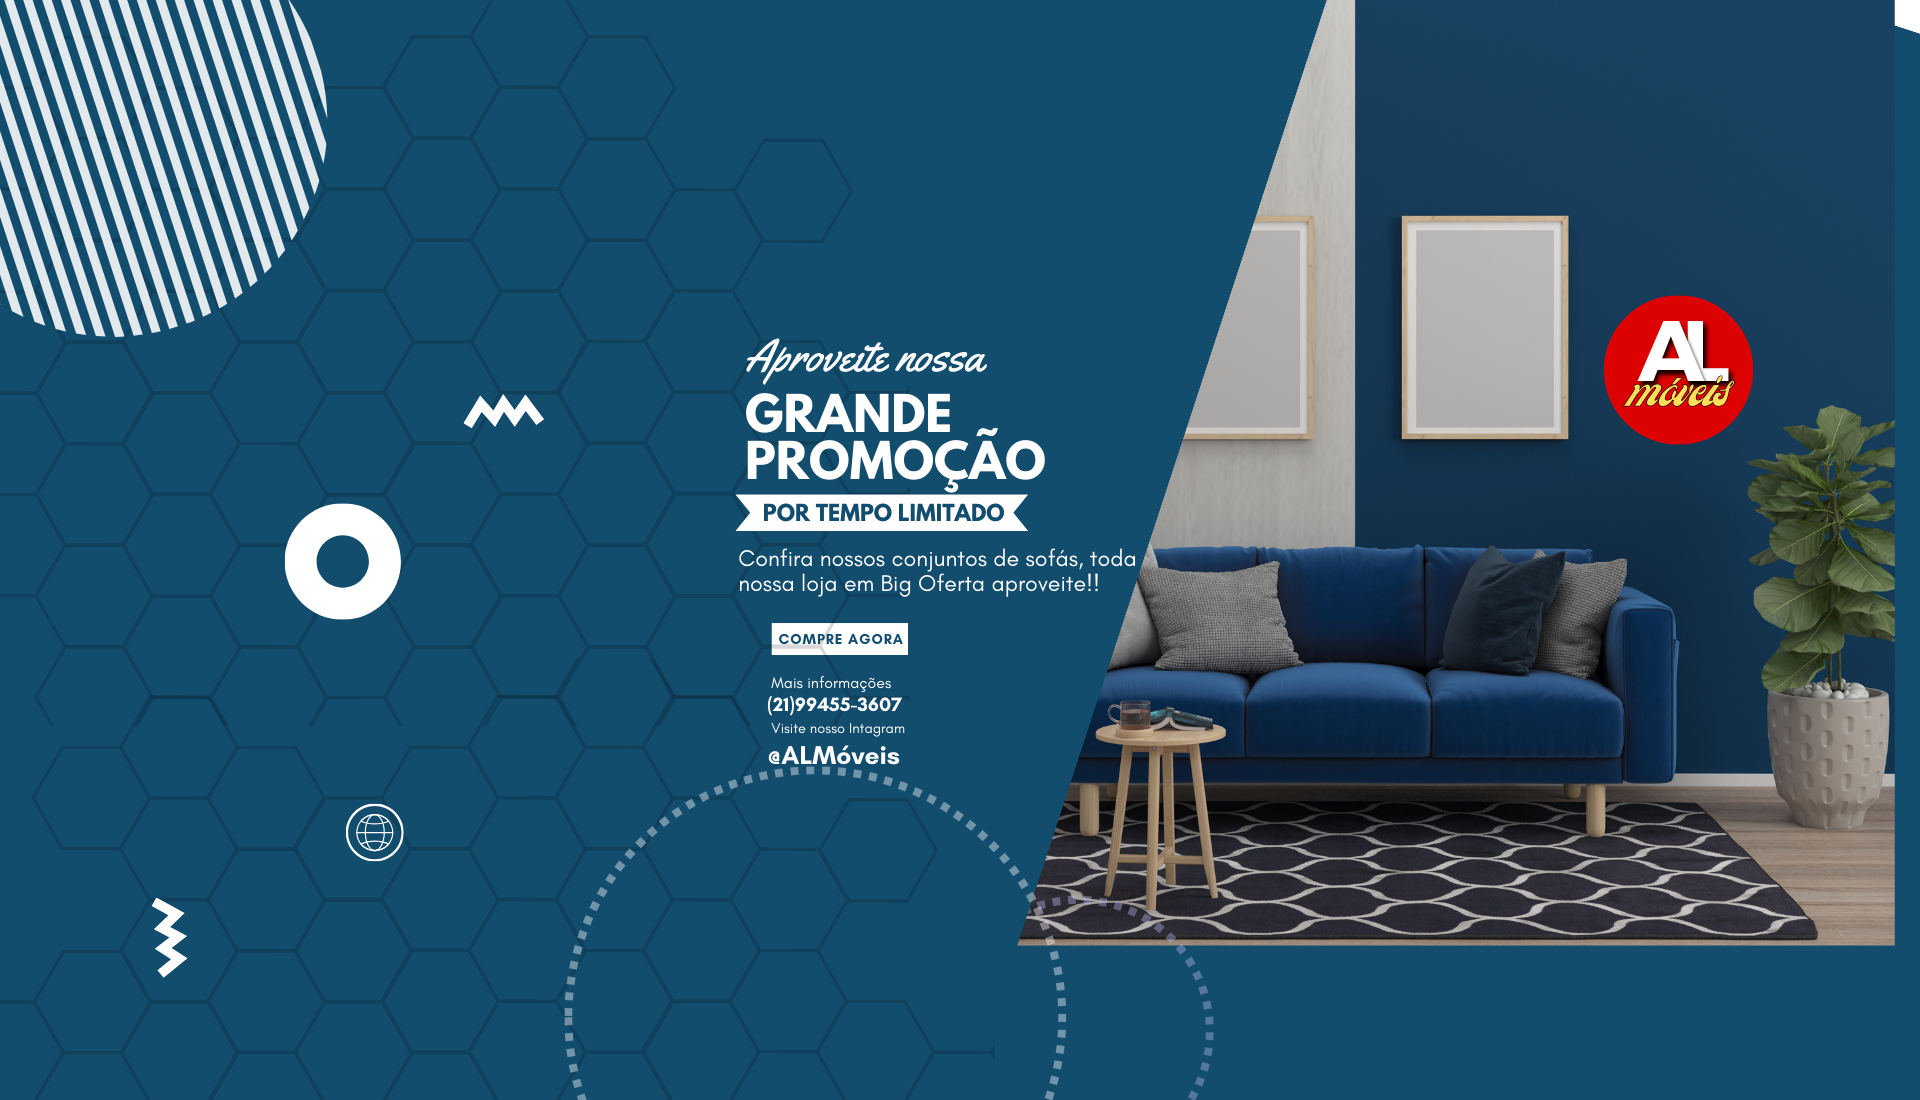 Aproveite nossa
GRANDE
PROMOÇÃO
POR TEMPO LIMITADO
Confira nossos conjuntos de sofás, toda
nossa loja em Big Oferta aproveite!!
COMPRE AGORA
Mais informações
(21)99455-3607
Visite nosso Intagram
@ALMóveis
AL
móveis